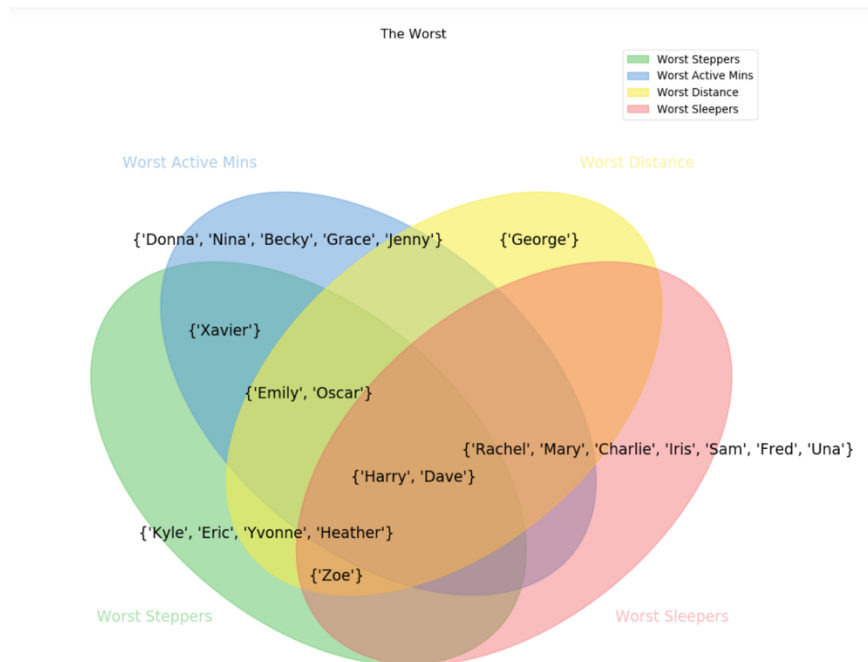 The Worst
Worst Steppers
Worst Active Mins
Worst Distance
Worst Sleepers
Worst Active Mins
Worst Distance
{'Donna', 'Nina', 'Becky', 'Grace', 'Jenny'}
{'George'}
{'Xavier'}
{'Emily', 'Oscar'}
{'Rachel', 'Mary', 'Charlie', 'Iris', 'Sam', 'Fred', 'Una'}
{'Harry', 'Dave'}
{'Kyle', 'Eric', 'Yvonne', 'Heather'}
{'Zoe'}
Worst Steppers
Worst Sleepers